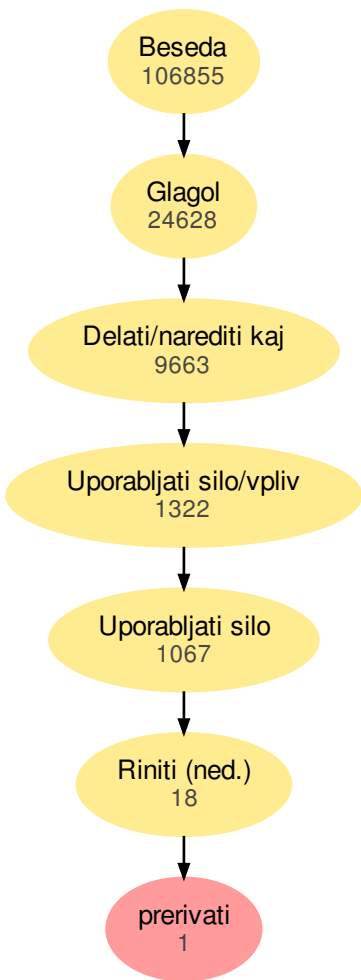 Beseda
106855
Glagol
24628
Delati/narediti kaj
9663
Uporabljati silo/vpliv
1322
Uporabljati silo
1067
Riniti (ned.)
18
prerivati
1